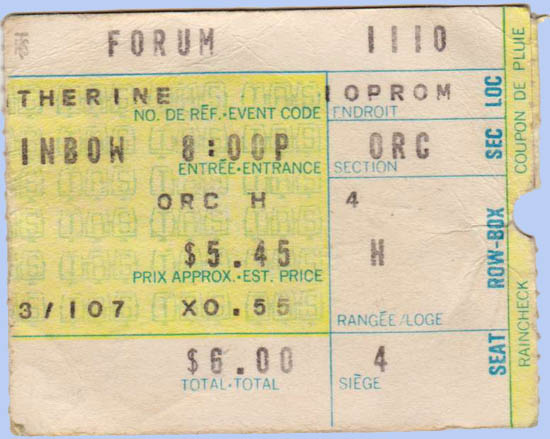 FORUM 1110
THERINE OPROM LOC
NO. DE RÉF.·EVENT CODE ENDROIT
INBOW 8:00P ORC SEC
ENTRÉE·ENTRANCE SECTION
ORC H 4
$5.45 H ROW-BOX
PRIX APPROX.·EST. PRICE
3/107 XO.55 RANGÉE/LOGE
$6.00 4 SEAT
TOTAL·TOTAL SIÈGE
COUPON DE PLUIE
RAINCHECK